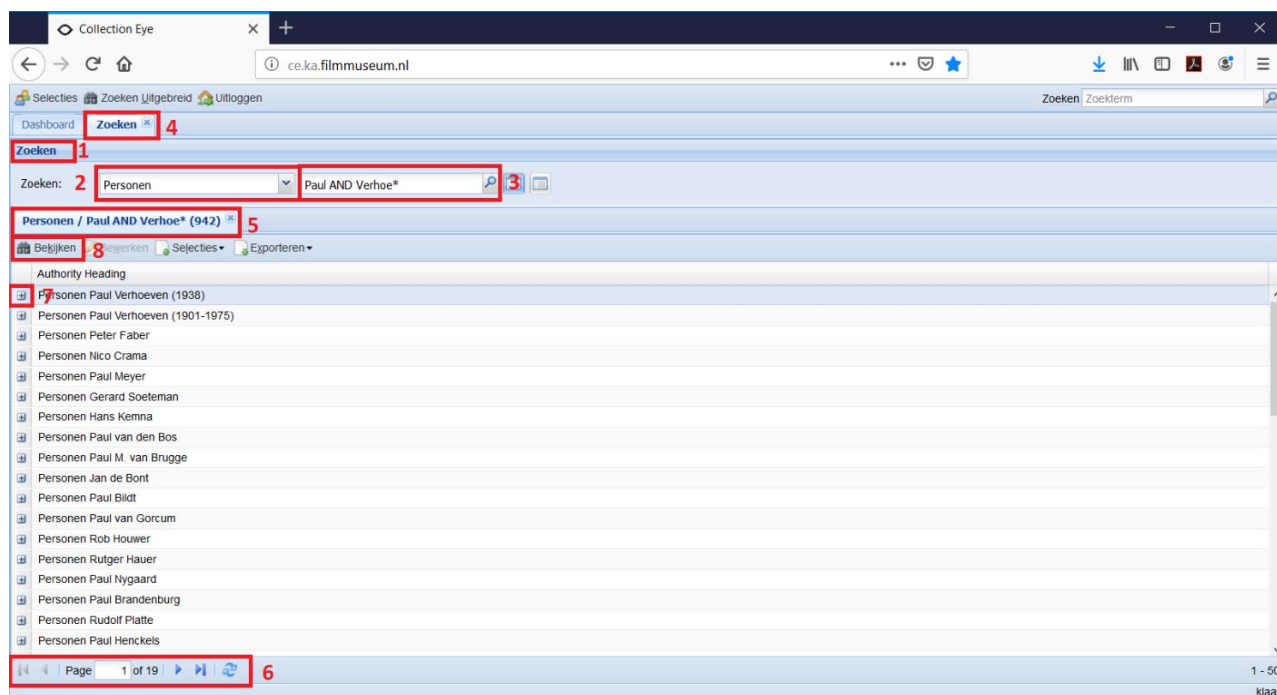 Collection Eye
ce.ka.filmmuseum.nl
Selecties Zoeken Uitgebreid Uitloggen Zoeken Zoekterm
Dashboard Zoeken 4
Zoeken 1
Zoeken: 2 Personen Paul AND Verhoe* 3
Personen / Paul AND Verhoe* (942) 5
Bekijken 8 Bewerken Selecties Exporteren
Authority Heading
7 Personen Paul Verhoeven (1938)
Personen Paul Verhoeven (1901-1975)
Personen Peter Faber
Personen Nico Crama
Personen Paul Meyer
Personen Gerard Soeteman
Personen Hans Kemna
Personen Paul van den Bos
Personen Paul M. van Brugge
Personen Jan de Bont
Personen Paul Bildt
Personen Paul van Gorcum
Personen Rob Houwer
Personen Rutger Hauer
Personen Paul Nygaard
Personen Paul Brandenburg
Personen Rudolf Platte
Personen Paul Henckels
Page 1 of 19 6 1 - 50
klaa